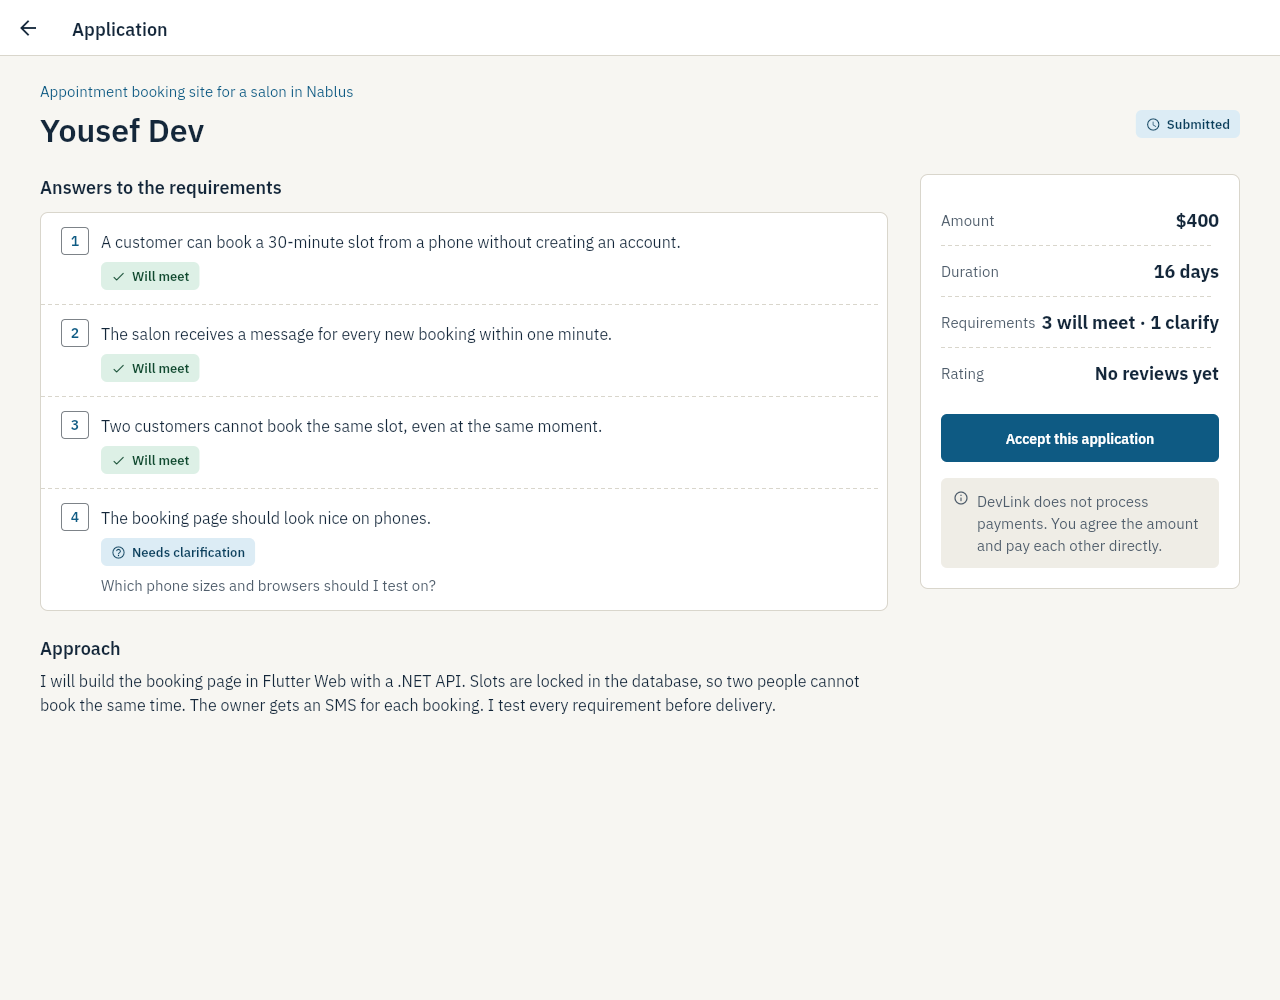 Application
Appointment booking site for a salon in Nablus
Yousef Dev
Submitted
Answers to the requirements
1 A customer can book a 30-minute slot from a phone without creating an account.
Will meet
2 The salon receives a message for every new booking within one minute.
Will meet
3 Two customers cannot book the same slot, even at the same moment.
Will meet
4 The booking page should look nice on phones.
Needs clarification
Which phone sizes and browsers should I test on?
Approach
I will build the booking page in Flutter Web with a .NET API. Slots are locked in the database, so two people cannot
book the same time. The owner gets an SMS for each booking. I test every requirement before delivery.
Amount $400
Duration 16 days
Requirements 3 will meet · 1 clarify
Rating No reviews yet
Accept this application
DevLink does not process
payments. You agree the amount
and pay each other directly.